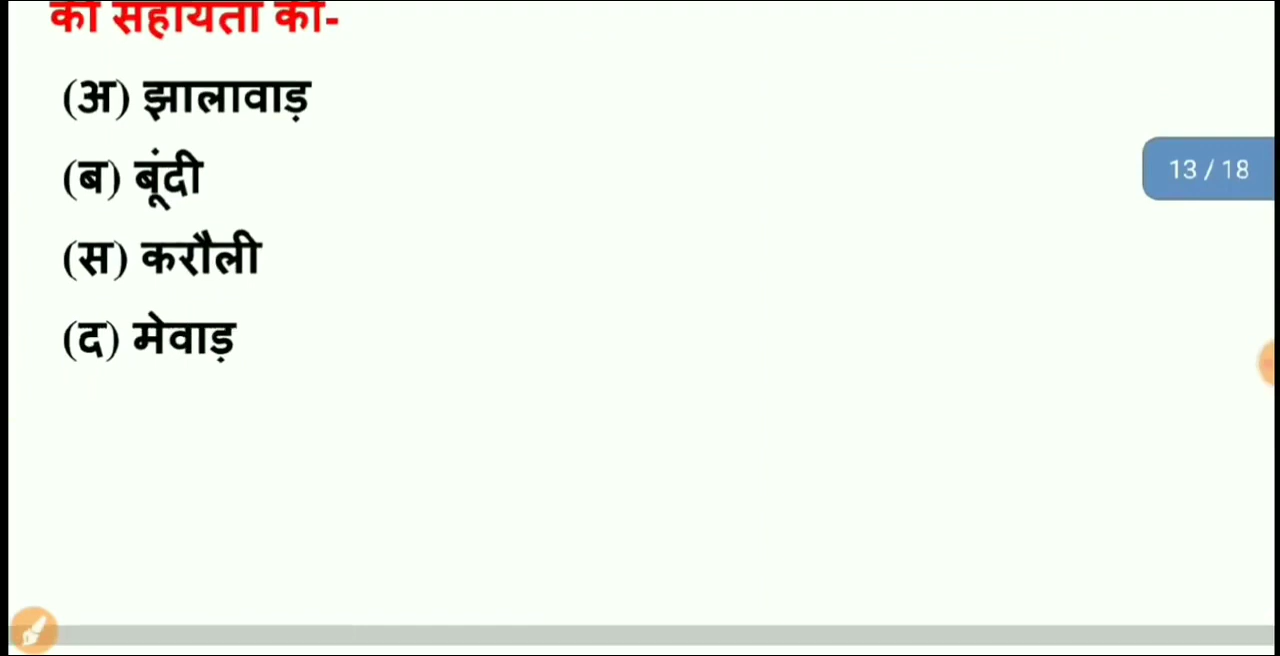 की सहायता की-
(अ) झालावाड़
(ब) बूंदी
13 / 18
(स) करौली
(द) मेवाड़